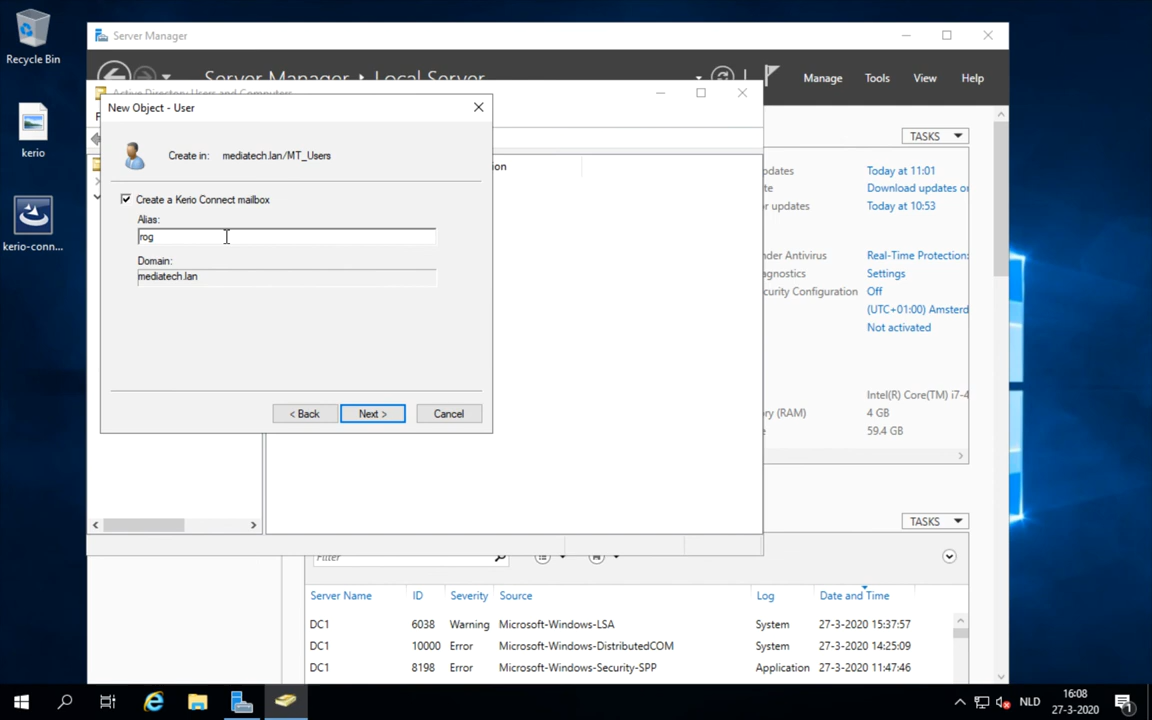 Recycle Bin
kerio
kerio-conn...
Server Manager
Server Manager ‣ Local Server
Manage
Tools
View
Help
Active Directory Users and Computers
New Object - User
Create in: mediatech.lan/MT_Users
Create a Kerio Connect mailbox
Alias:
rog
Domain:
mediatech.lan
< Back
Next >
Cancel
TASKS
Today at 11:01
Download updates
Today at 10:53
Antivirus
Real-Time Protection:
Settings
Configuration
Off
(UTC+01:00) Amsterd
Not activated
Intel(R) Core(TM) i7-4
(RAM)
4 GB
59.4 GB
TASKS
Filter
Server Name ID Severity Source Log Date and Time
DC1 6038 Warning Microsoft-Windows-LSA System 27-3-2020 15:37:57
DC1 10000 Error Microsoft-Windows-DistributedCOM System 27-3-2020 14:25:09
DC1 8198 Error Microsoft-Windows-Security-SPP Application 27-3-2020 11:47:46
NLD
16:08
27-3-2020
1